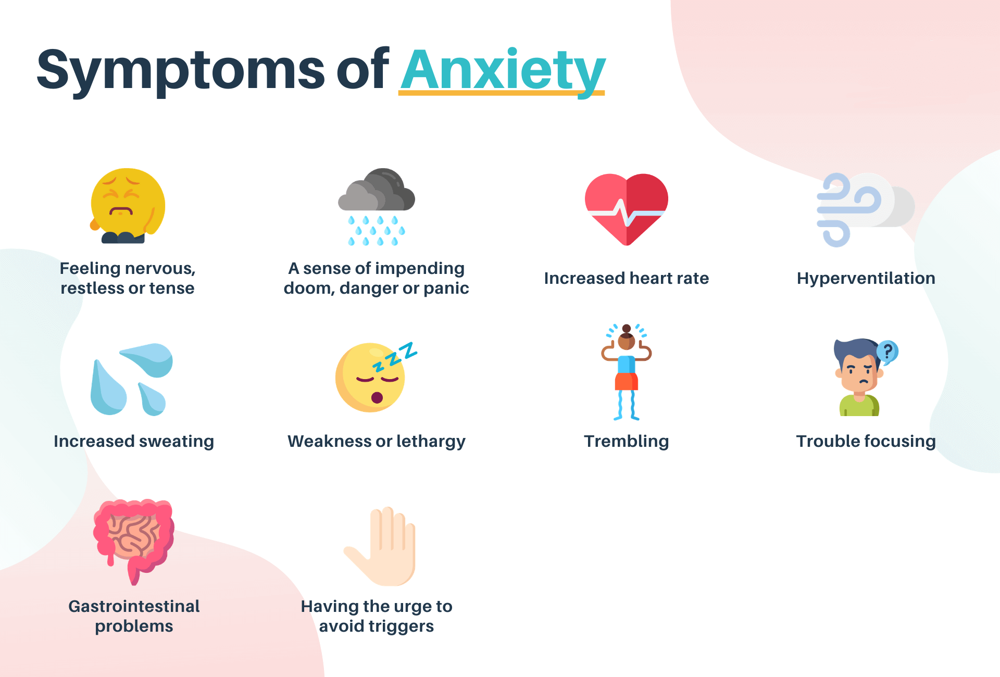 Symptoms of Anxiety
Feeling nervous,
restless or tense
A sense of impending
doom, danger or panic
Increased heart rate
Hyperventilation
z z z
Increased sweating
Weakness or lethargy
Trembling
?
Trouble focusing
Gastrointestinal
problems
Having the urge to
avoid triggers